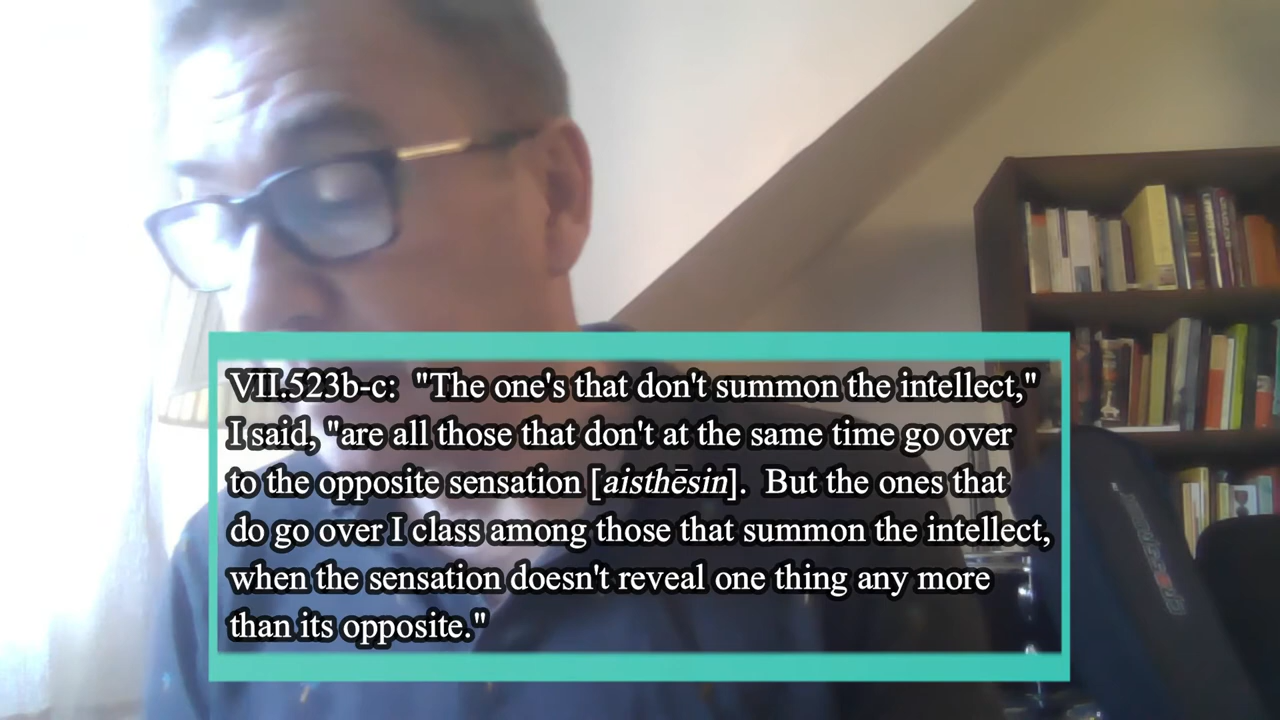 VII.523b-c:  "The one's that don't summon the intellect,"
I said, "are all those that don't at the same time go over
to the opposite sensation [aisthēsin].  But the ones that
do go over I class among those that summon the intellect,
when the sensation doesn't reveal one thing any more
than its opposite."